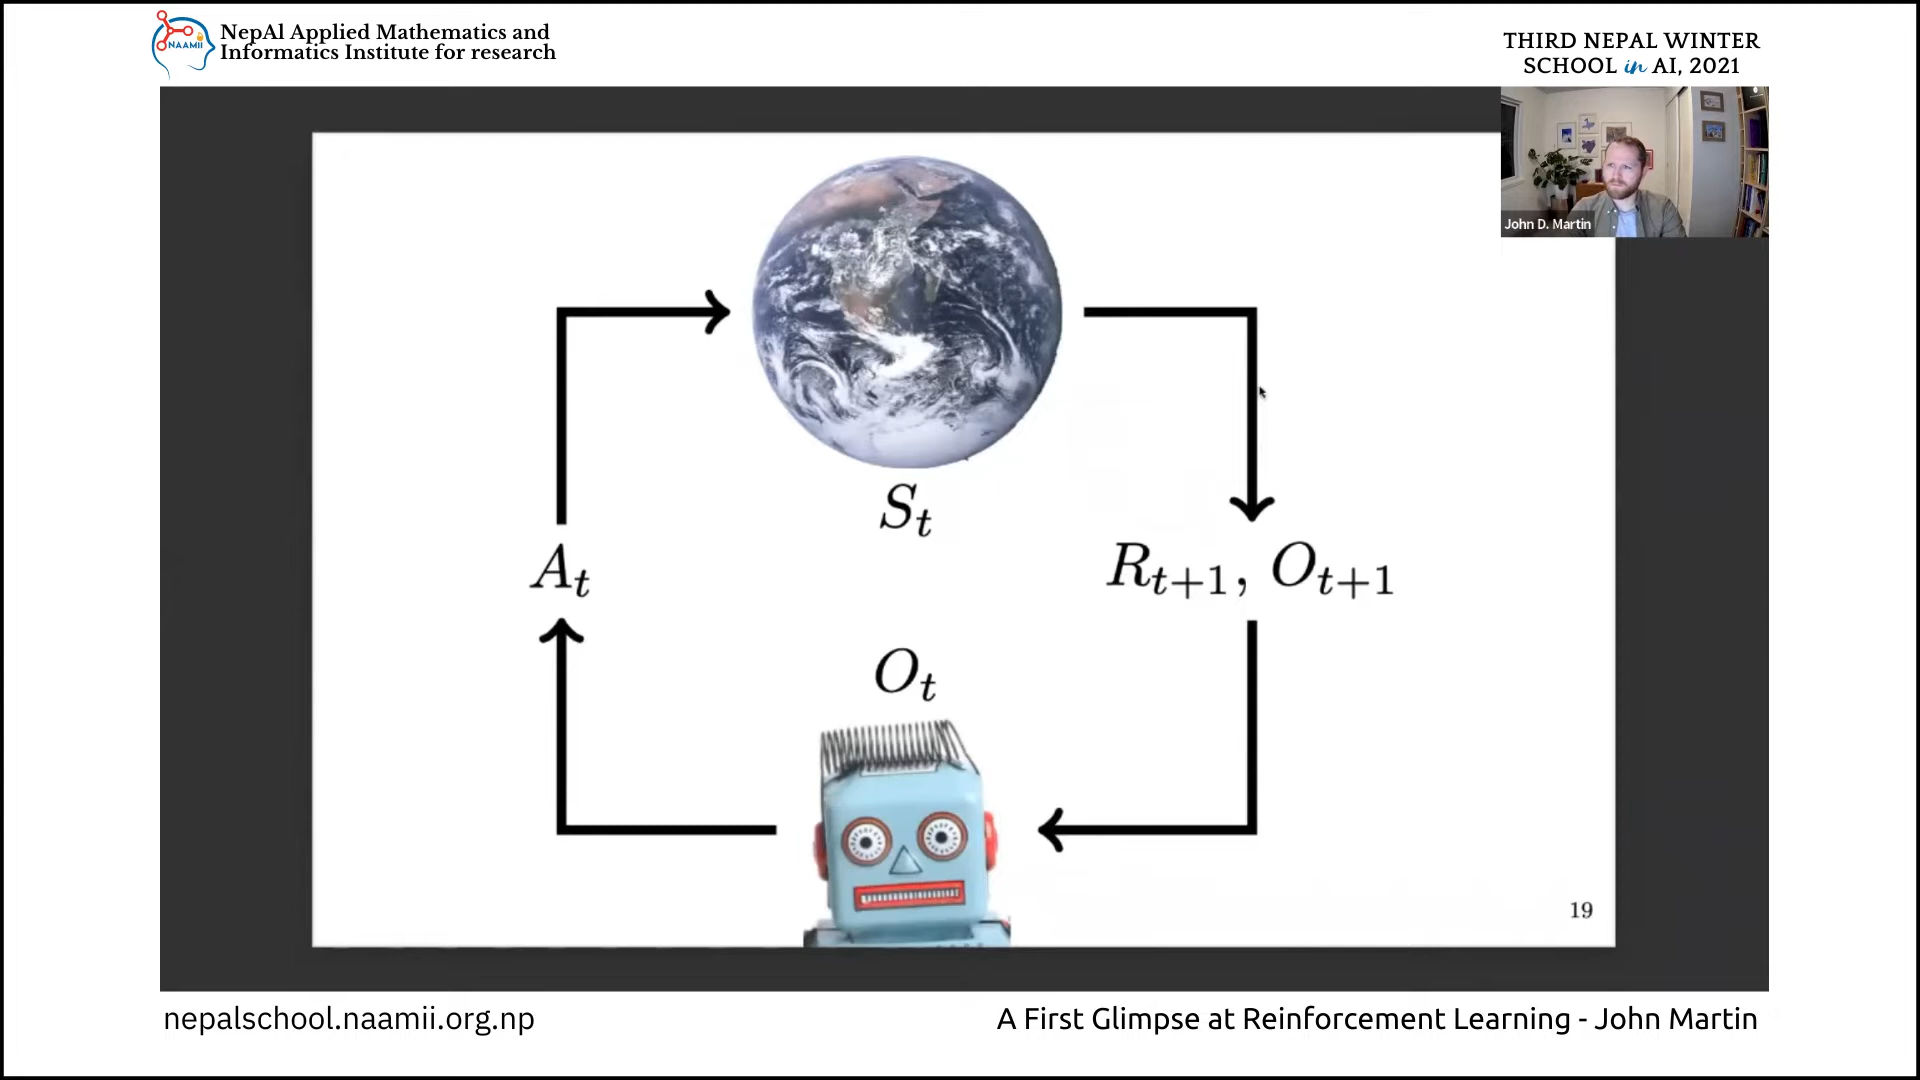 NAAMII
NepAl Applied Mathematics and
Informatics Institute for research
THIRD NEPAL WINTER
SCHOOL in AI, 2021
John D. Martin
S_t
A_t
R_{t+1}, O_{t+1}
O_t
19
nepalschool.naamii.org.np
A First Glimpse at Reinforcement Learning - John Martin